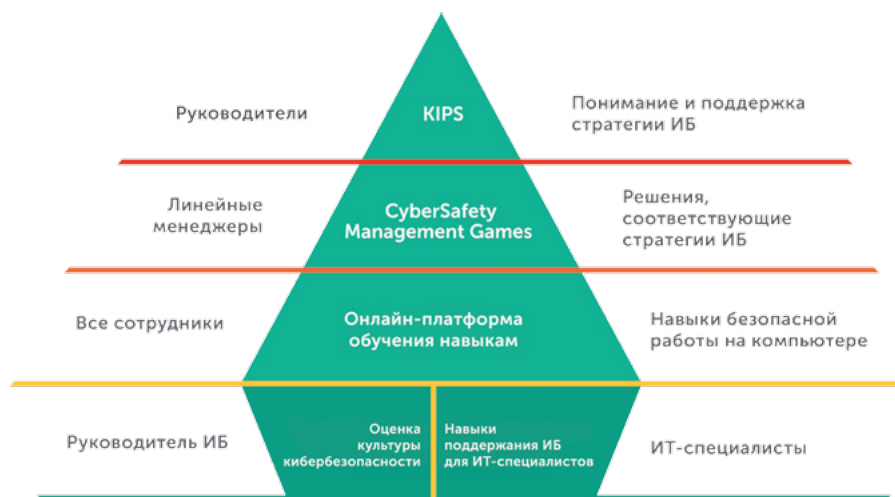 Руководители
KIPS
Понимание и поддержка
стратегии ИБ
Линейные
менеджеры
CyberSafety
Management Games
Решения,
соответствующие
стратегии ИБ
Все сотрудники
Онлайн-платформа
обучения навыкам
Навыки безопасной
работы на компьютере
Руководитель ИБ
Оценка
культуры
кибербезопасности
Навыки
поддержания ИБ
для ИТ-специалистов
ИТ-специалисты